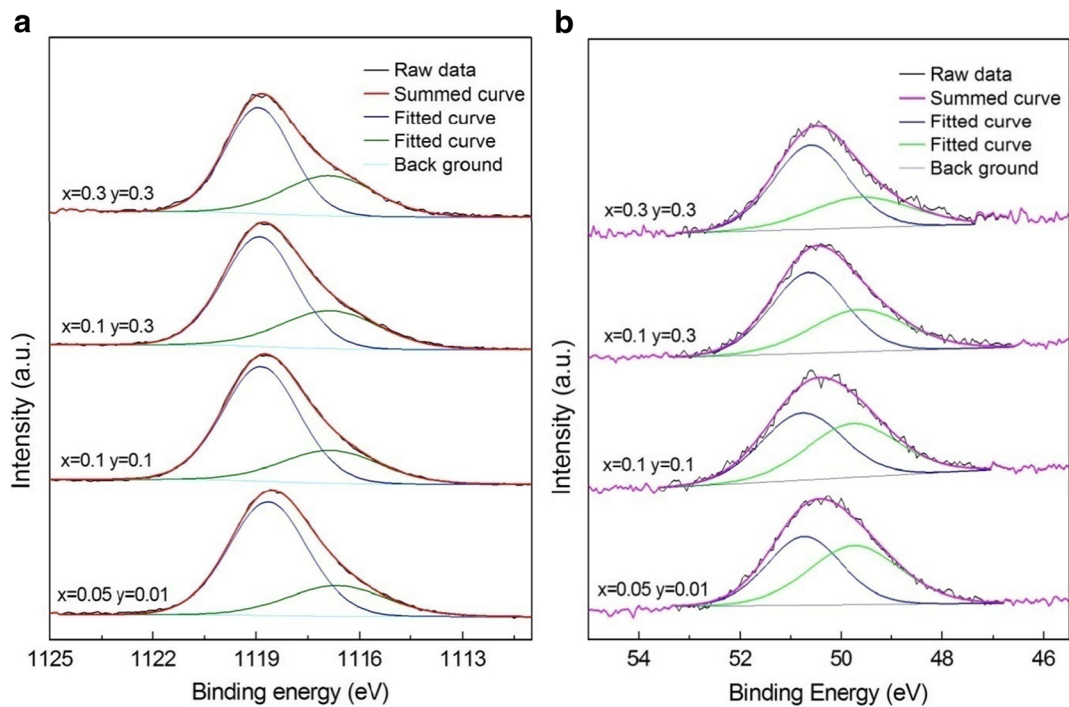 a
Raw data
Summed curve
Fitted curve
Fitted curve
Back ground
x=0.3 y=0.3
x=0.1 y=0.3
x=0.1 y=0.1
x=0.05 y=0.01
Intensity (a.u.)
1125 1122 1119 1116 1113
Binding energy (eV)
b
Raw data
Summed curve
Fitted curve
Fitted curve
Back ground
x=0.3 y=0.3
x=0.1 y=0.3
x=0.1 y=0.1
x=0.05 y=0.01
Intensity (a.u.)
54 52 50 48 46
Binding Energy (eV)